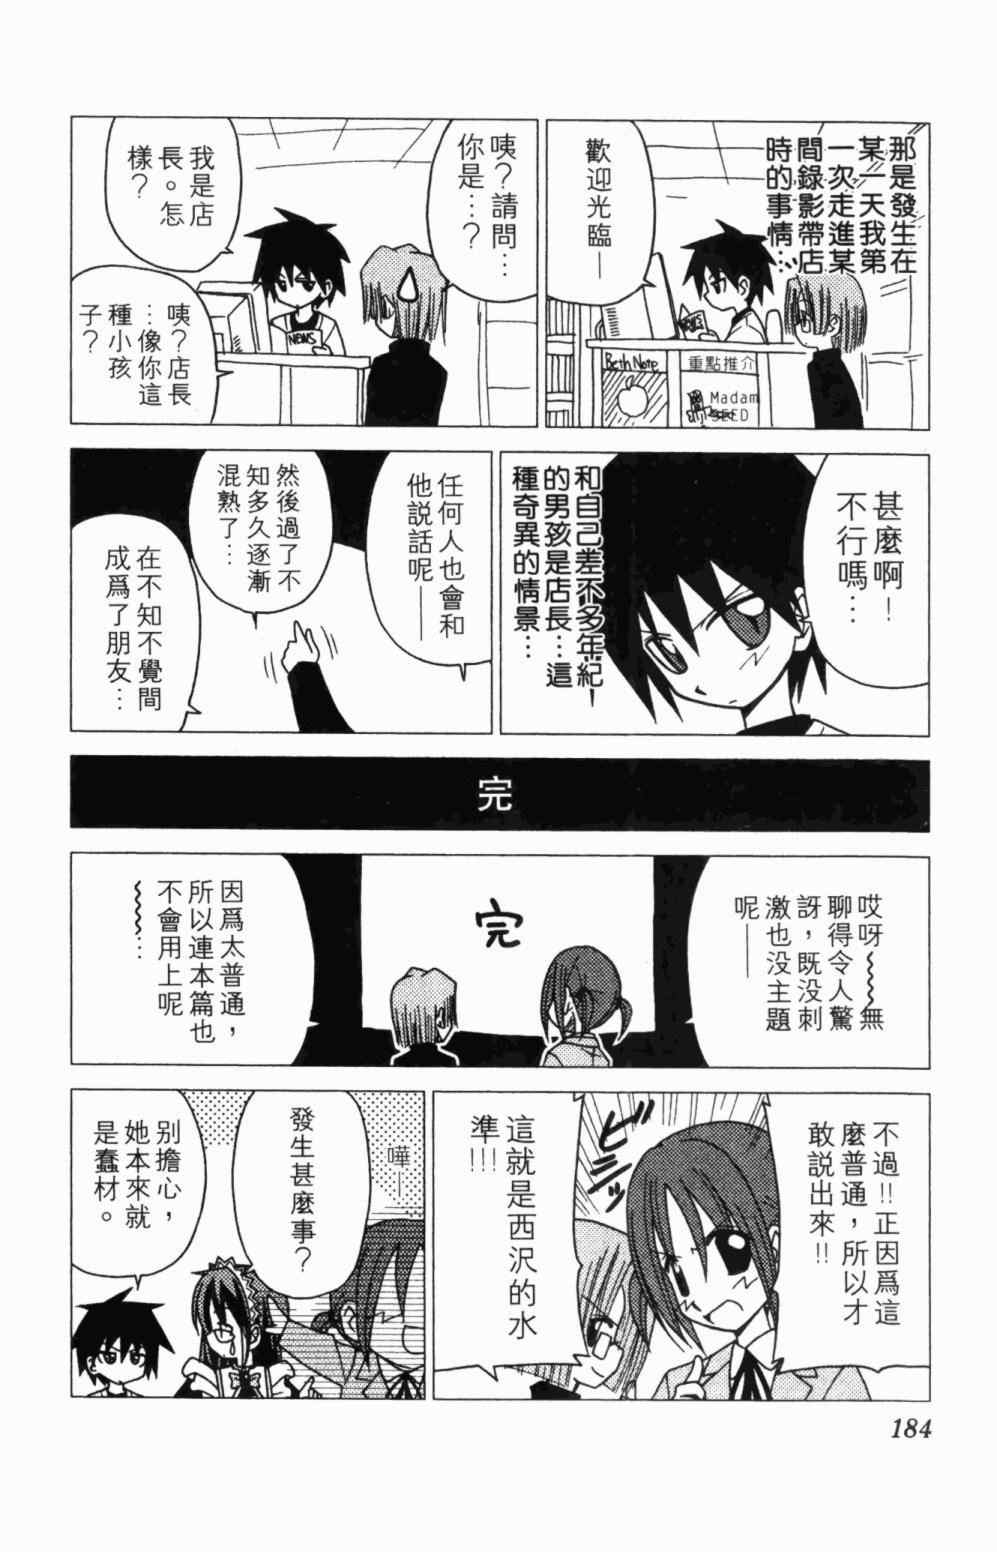 那是發生在
某一天我第
一次走進某
間錄影帶店
時的事情…
歡迎光臨—
NEWS
Beth Note
重點推介
Madam
SEED
咦？請問…
你是…？
我是店
長。怎
樣？
咦？店長
…像你這
種小孩
子？
NEWS
甚麼啊！
不行嗎…
和自己差不多年紀！
的男孩是店長…這
種奇異的情景…
任何人也會和
他説話呢—
然後過了不
知多久逐漸
混熟了…
在不知不覺間
成爲了朋友…
完
哎呀~~無
聊得令人驚
訝，既没刺
激也没主題
呢—
完
因爲太普通，
所以連本篇也
不會用上呢
~~~…
不過!!正因爲這
麼普通，所以才
敢説出來!!
ビシッ
這就是西沢的水
準!!!
嘩—
發生甚麼事？
別擔心，
她本來就
是蠢材。
184